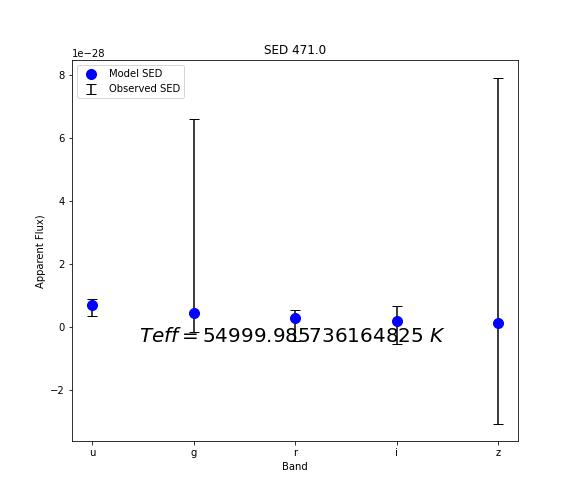 SED 471.0
1e−28
Model SED
Observed SED
8
6
4
2
0
−2
Apparent Flux)
Teff = 54999.985736164825 K
u g r i z
Band